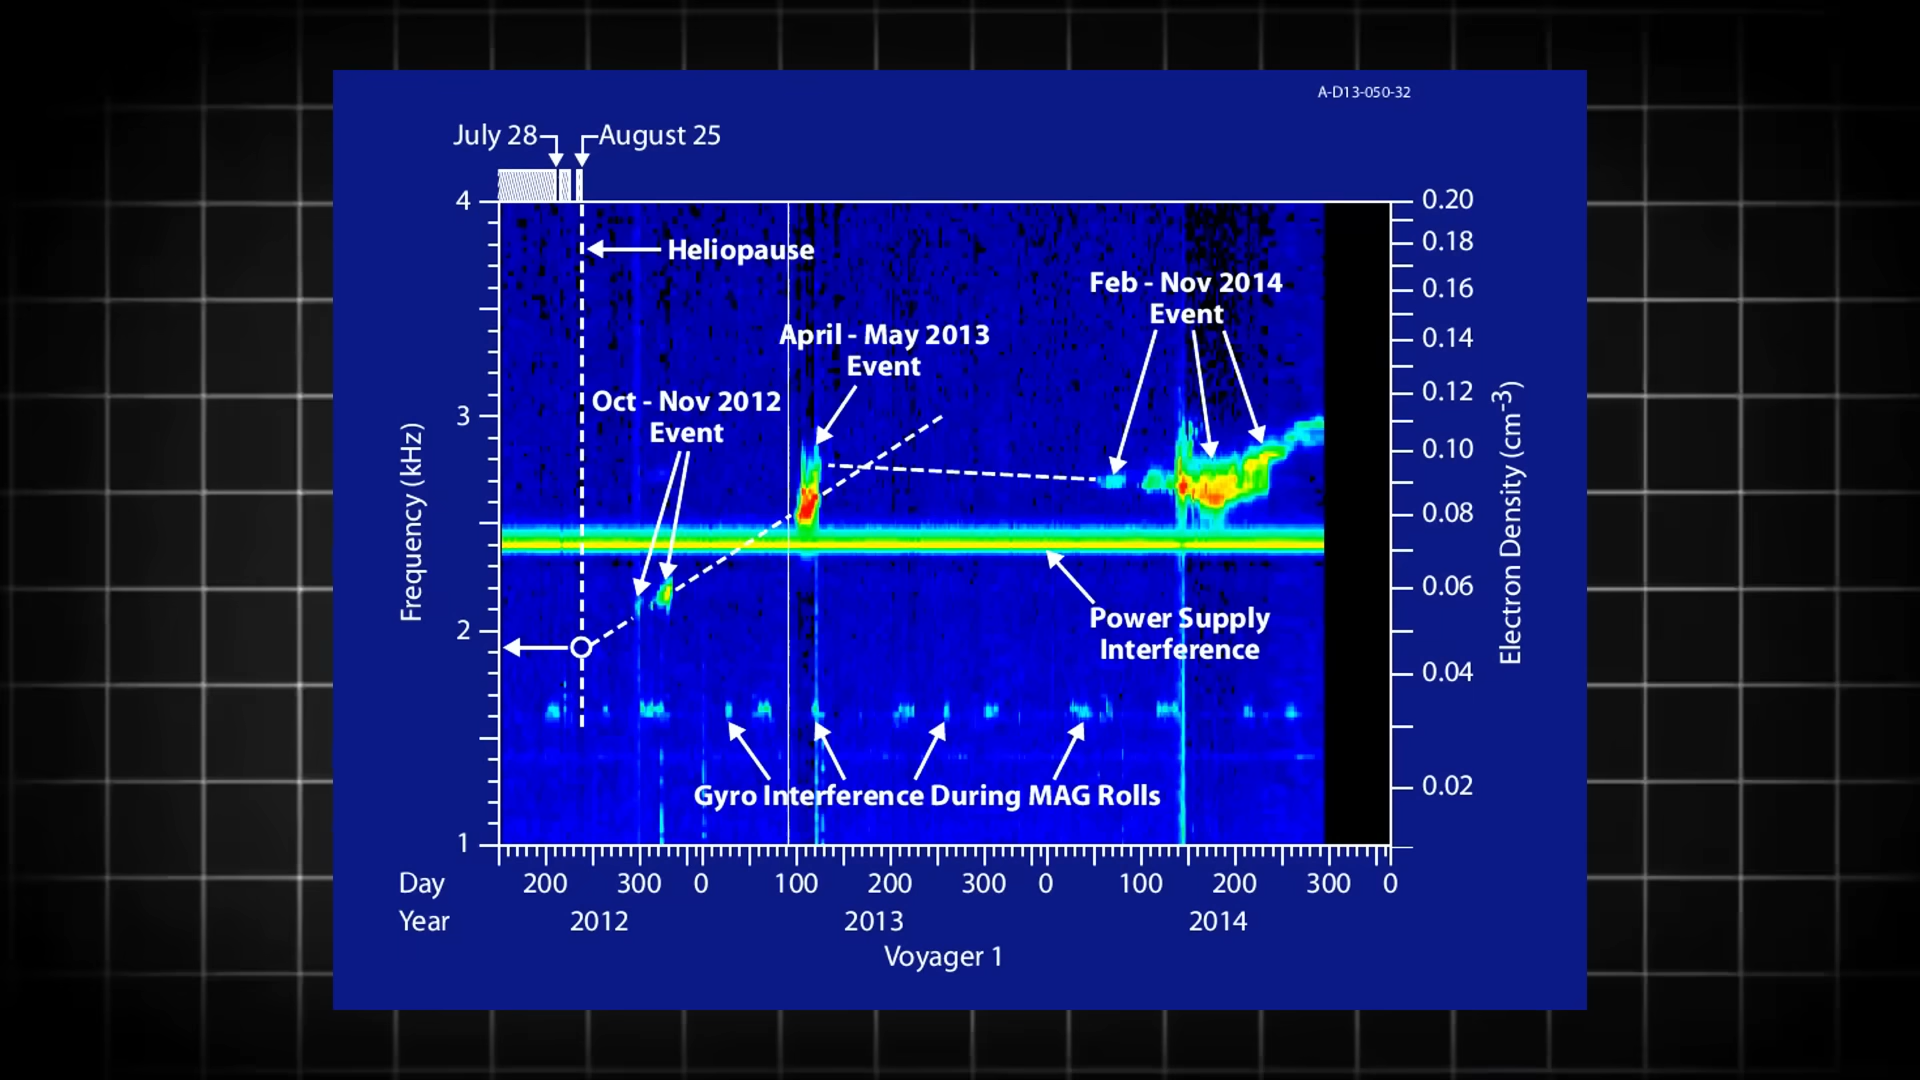 A-D13-050-32
July 28
August 25
4
0.20
0.18
Heliopause
Feb - Nov 2014
Event
0.16
April - May 2013
Event
0.14
Oct - Nov 2012
Event
3
0.12
0.10
0.08
Frequency (kHz)
Electron Density (cm-3)
0.06
Power Supply
Interference
2
0.04
Gyro Interference During MAG Rolls
0.02
1
Day 200 300 0 100 200 300 0 100 200 300 0
Year 2012 2013 2014
Voyager 1